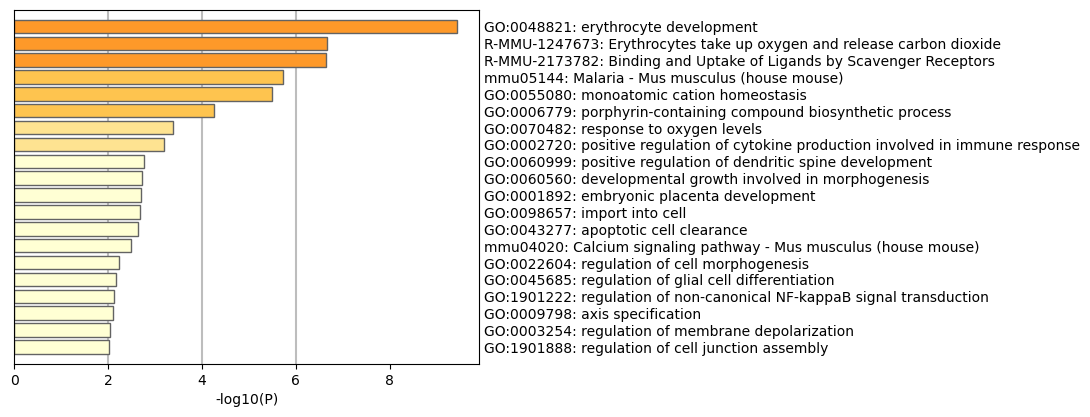 GO:0048821: erythrocyte development
R-MMU-1247673: Erythrocytes take up oxygen and release carbon dioxide
R-MMU-2173782: Binding and Uptake of Ligands by Scavenger Receptors
mmu05144: Malaria - Mus musculus (house mouse)
GO:0055080: monoatomic cation homeostasis
GO:0006779: porphyrin-containing compound biosynthetic process
GO:0070482: response to oxygen levels
GO:0002720: positive regulation of cytokine production involved in immune response
GO:0060999: positive regulation of dendritic spine development
GO:0060560: developmental growth involved in morphogenesis
GO:0001892: embryonic placenta development
GO:0098657: import into cell
GO:0043277: apoptotic cell clearance
mmu04020: Calcium signaling pathway - Mus musculus (house mouse)
GO:0022604: regulation of cell morphogenesis
GO:0045685: regulation of glial cell differentiation
GO:1901222: regulation of non-canonical NF-kappaB signal transduction
GO:0009798: axis specification
GO:0003254: regulation of membrane depolarization
GO:1901888: regulation of cell junction assembly
0 2 4 6 8
-log10(P)